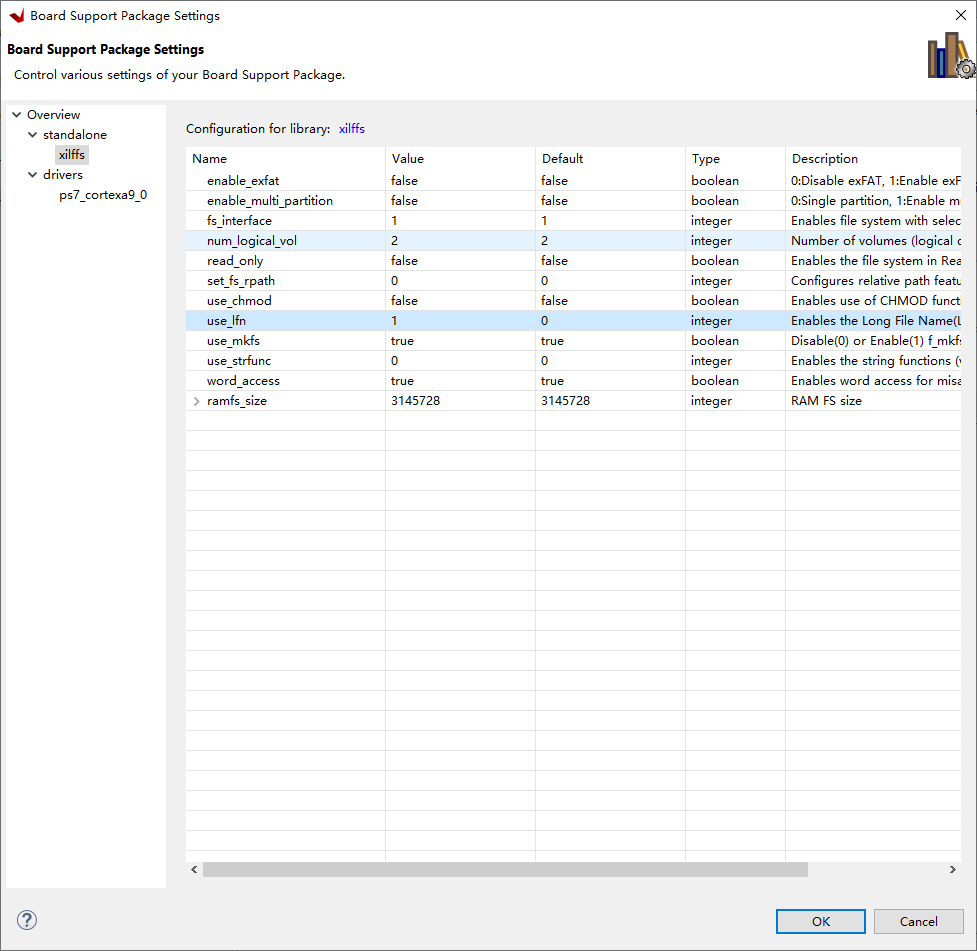 Board Support Package Settings
Board Support Package Settings
Control various settings of your Board Support Package.
Overview
standalone
xilffs
drivers
ps7_cortexa9_0
Configuration for library: xilffs
Name Value Default Type Description
enable_exfat false false boolean 0:Disable exFAT, 1:Enable exF
enable_multi_partition false false boolean 0:Single partition, 1:Enable mu
fs_interface 1 1 integer Enables file system with selec
num_logical_vol 2 2 integer Number of volumes (logical d
read_only false false boolean Enables the file system in Rea
set_fs_rpath 0 0 integer Configures relative path featu
use_chmod false false boolean Enables use of CHMOD functi
use_lfn 1 0 integer Enables the Long File Name(L
use_mkfs true true boolean Disable(0) or Enable(1) f_mkfs
use_strfunc 0 0 integer Enables the string functions (v
word_access true true boolean Enables word access for misa
ramfs_size 3145728 3145728 integer RAM FS size
?
OK Cancel